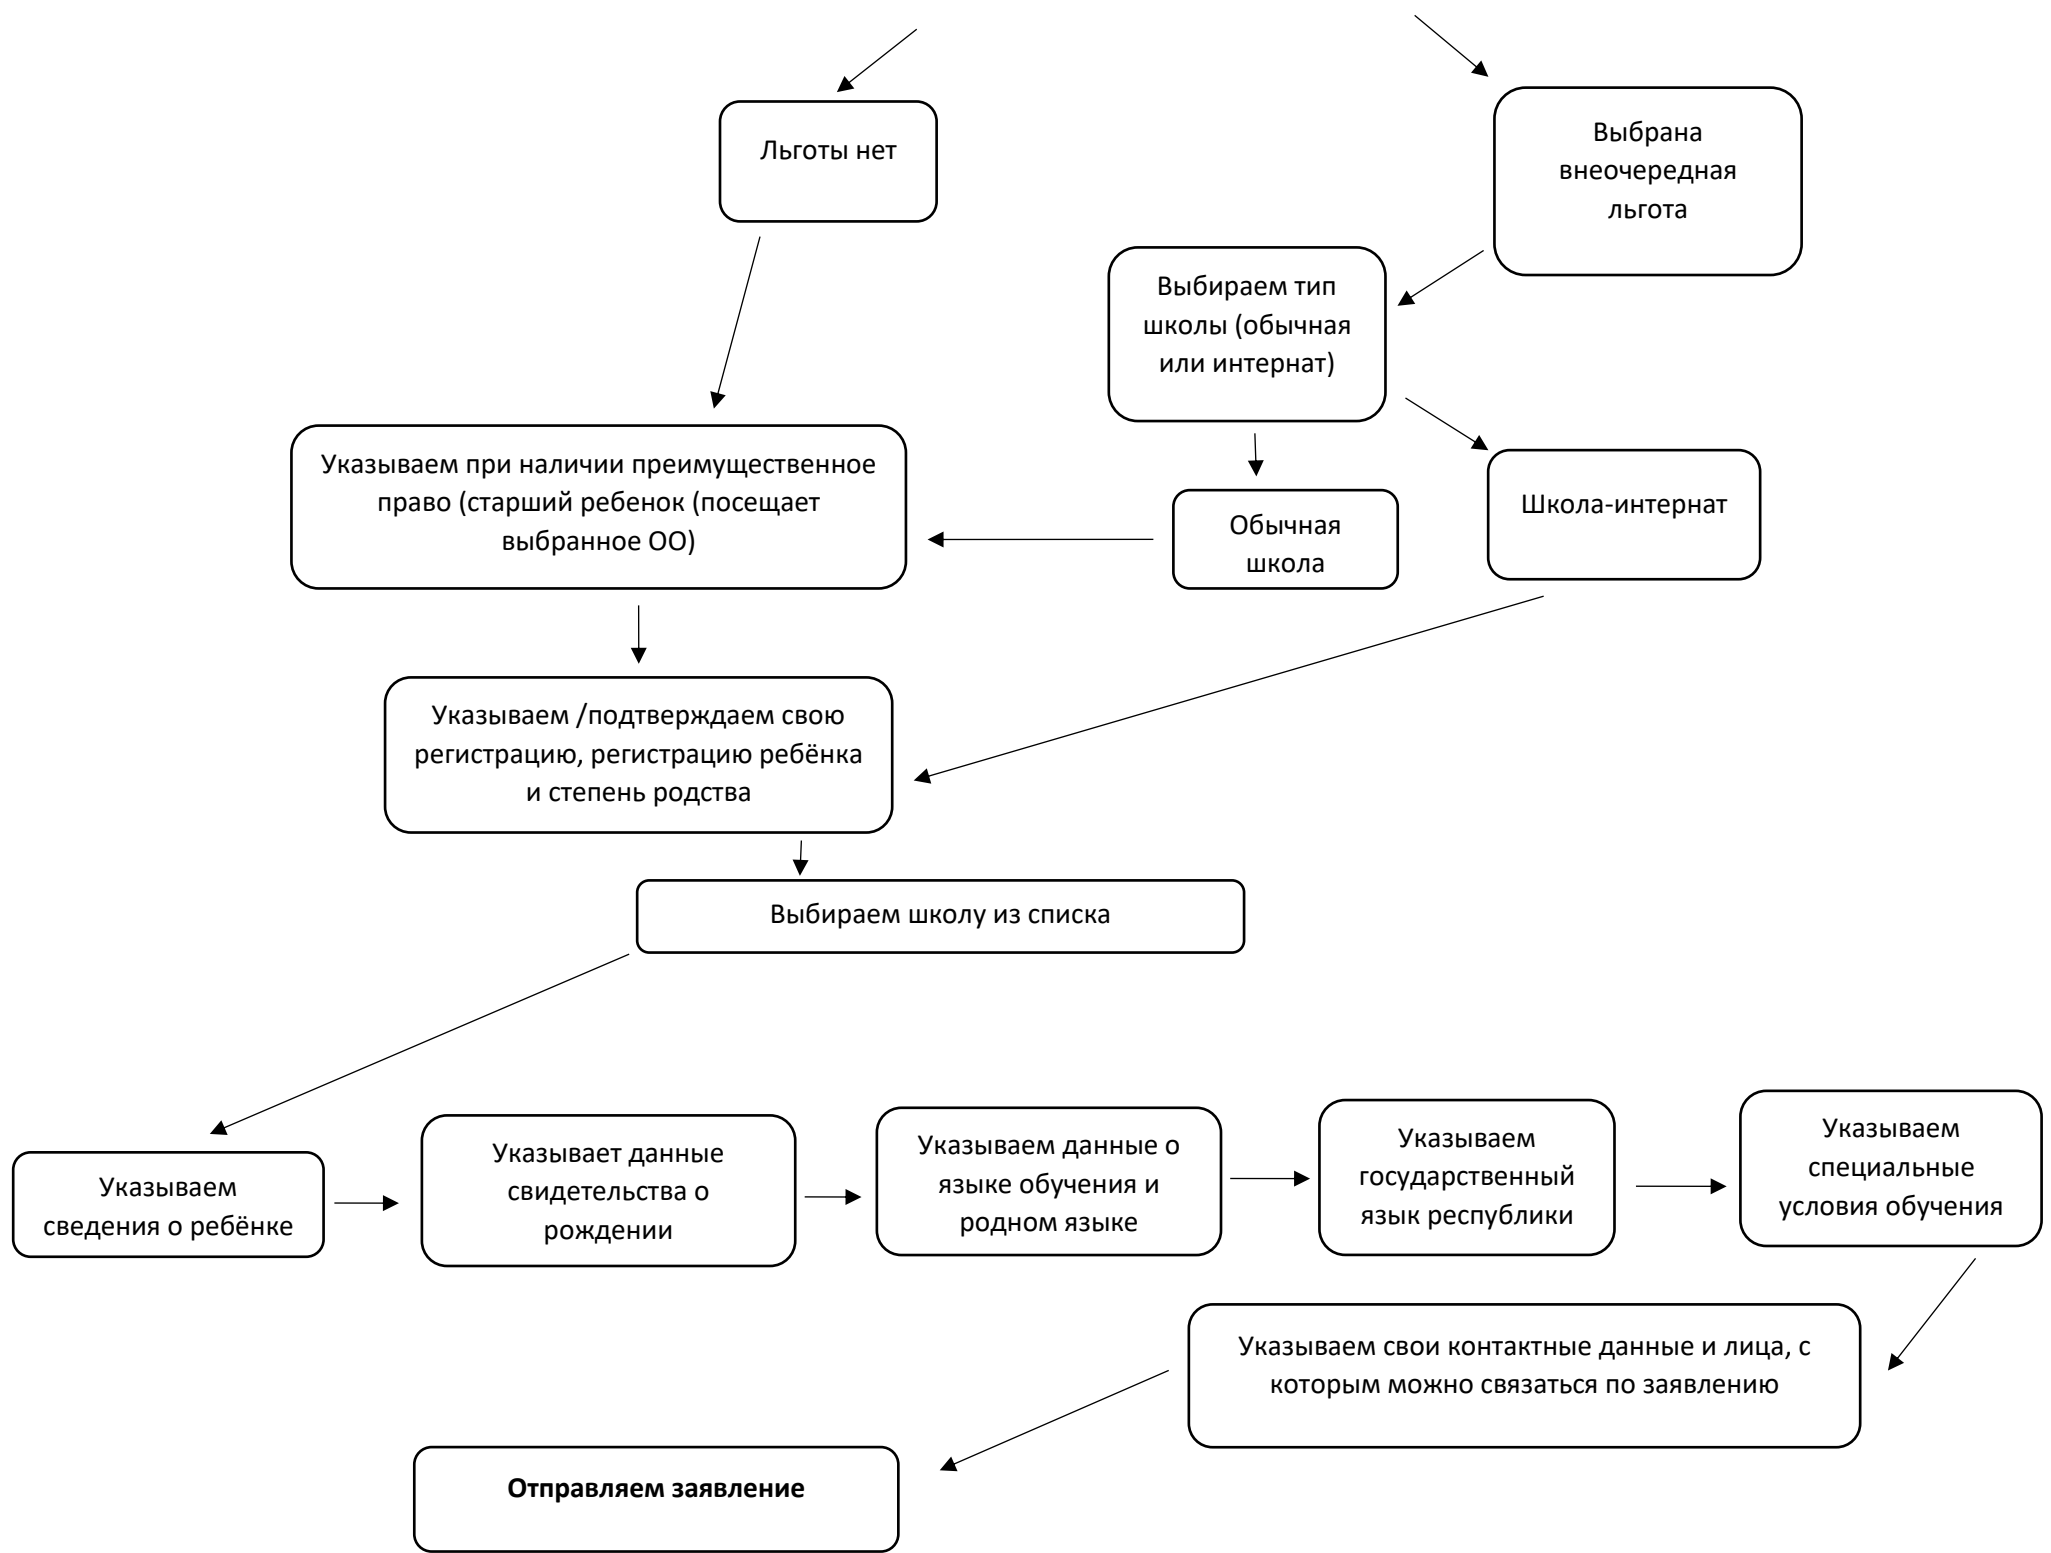 Льготы нет
Выбрана
внеочередная
льгота
Выбираем тип
школы (обычная
или интернат)
Указываем при наличии преимущественное
право (старший ребенок (посещает
выбранное ОО)
Обычная
школа
Школа-интернат
Указываем /подтверждаем свою
регистрацию, регистрацию ребёнка
и степень родства
Выбираем школу из списка
Указываем
сведения о ребёнке
Указывает данные
свидетельства о
рождении
Указываем данные о
языке обучения и
родном языке
Указываем
государственный
язык республики
Указываем
специальные
условия обучения
Указываем свои контактные данные и лица, с
которым можно связаться по заявлению
Отправляем заявление